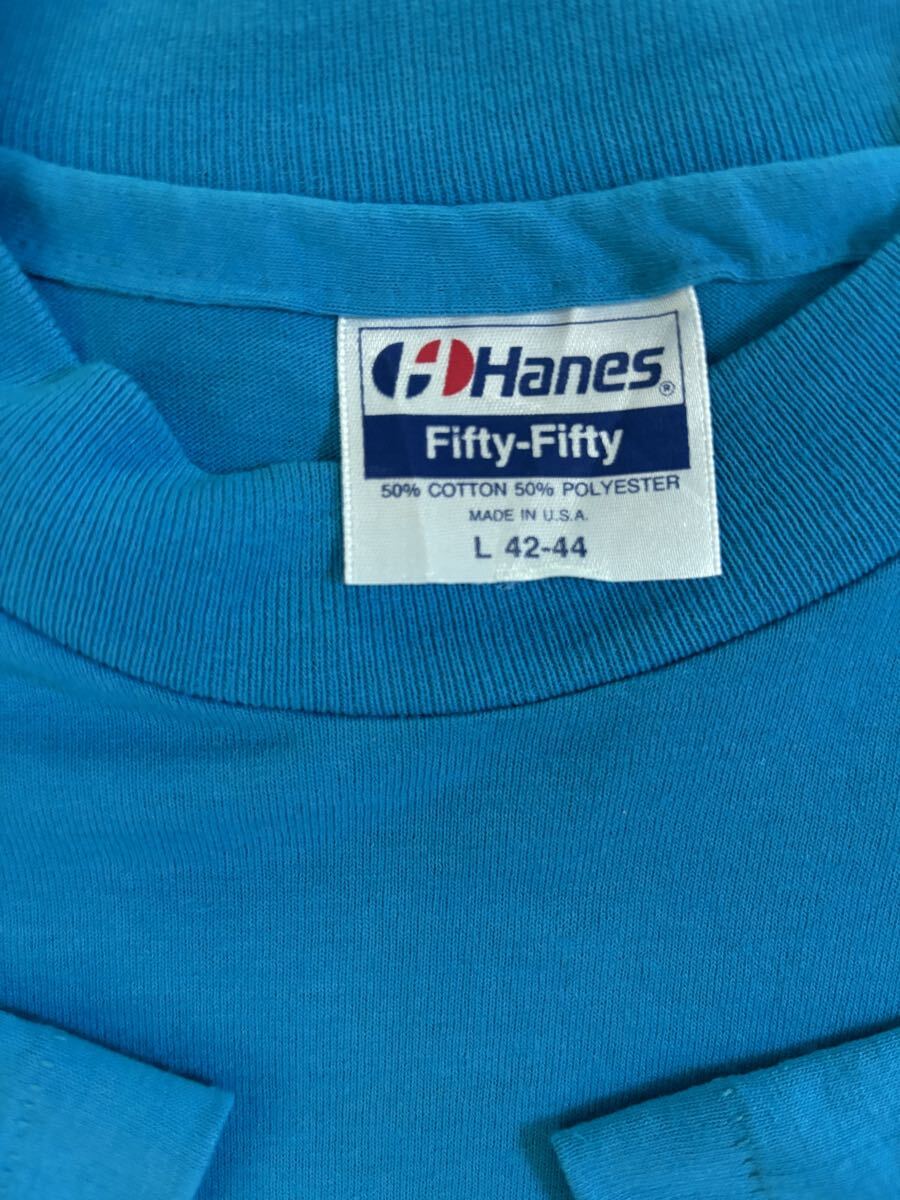 Hanes®
Fifty-Fifty
50% COTTON 50% POLYESTER
MADE IN U.S.A.
L 42-44